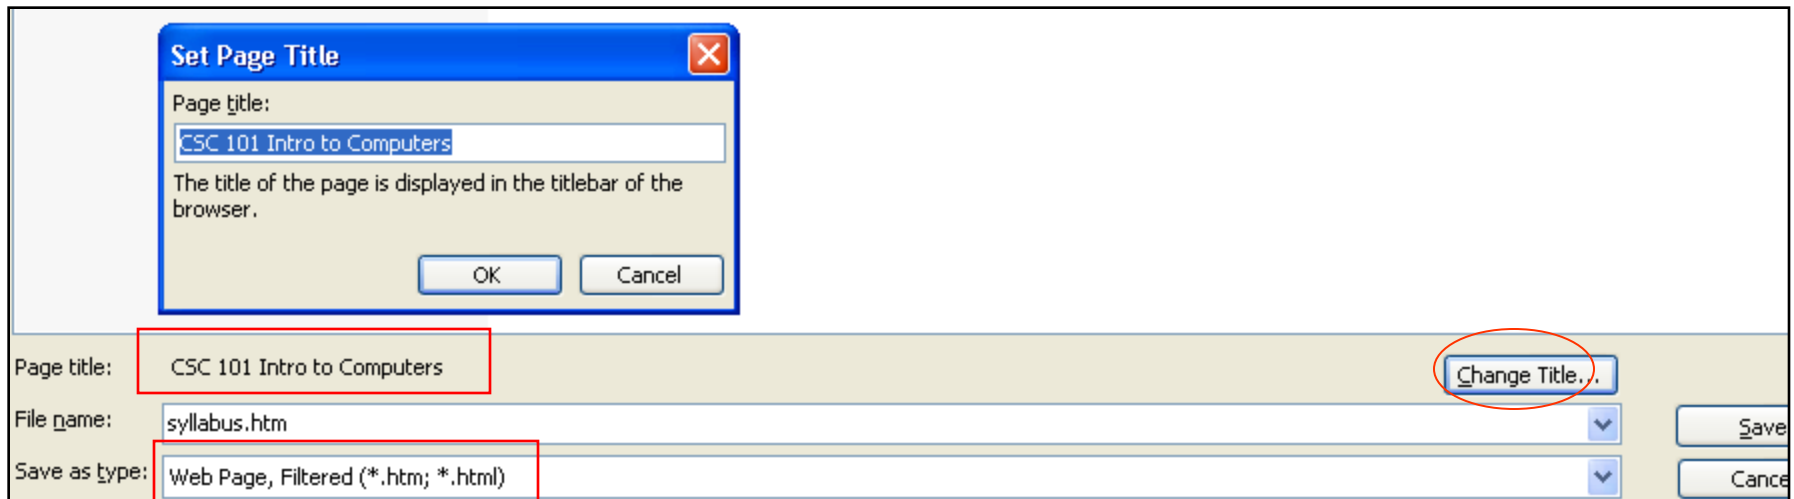 Set Page Title
Page title:
CSC 101 Intro to Computers
The title of the page is displayed in the titlebar of the
browser.
OK Cancel
Page title: CSC 101 Intro to Computers Change Title...
File name: syllabus.htm Save
Save as type: Web Page, Filtered (*.htm; *.html) Cance